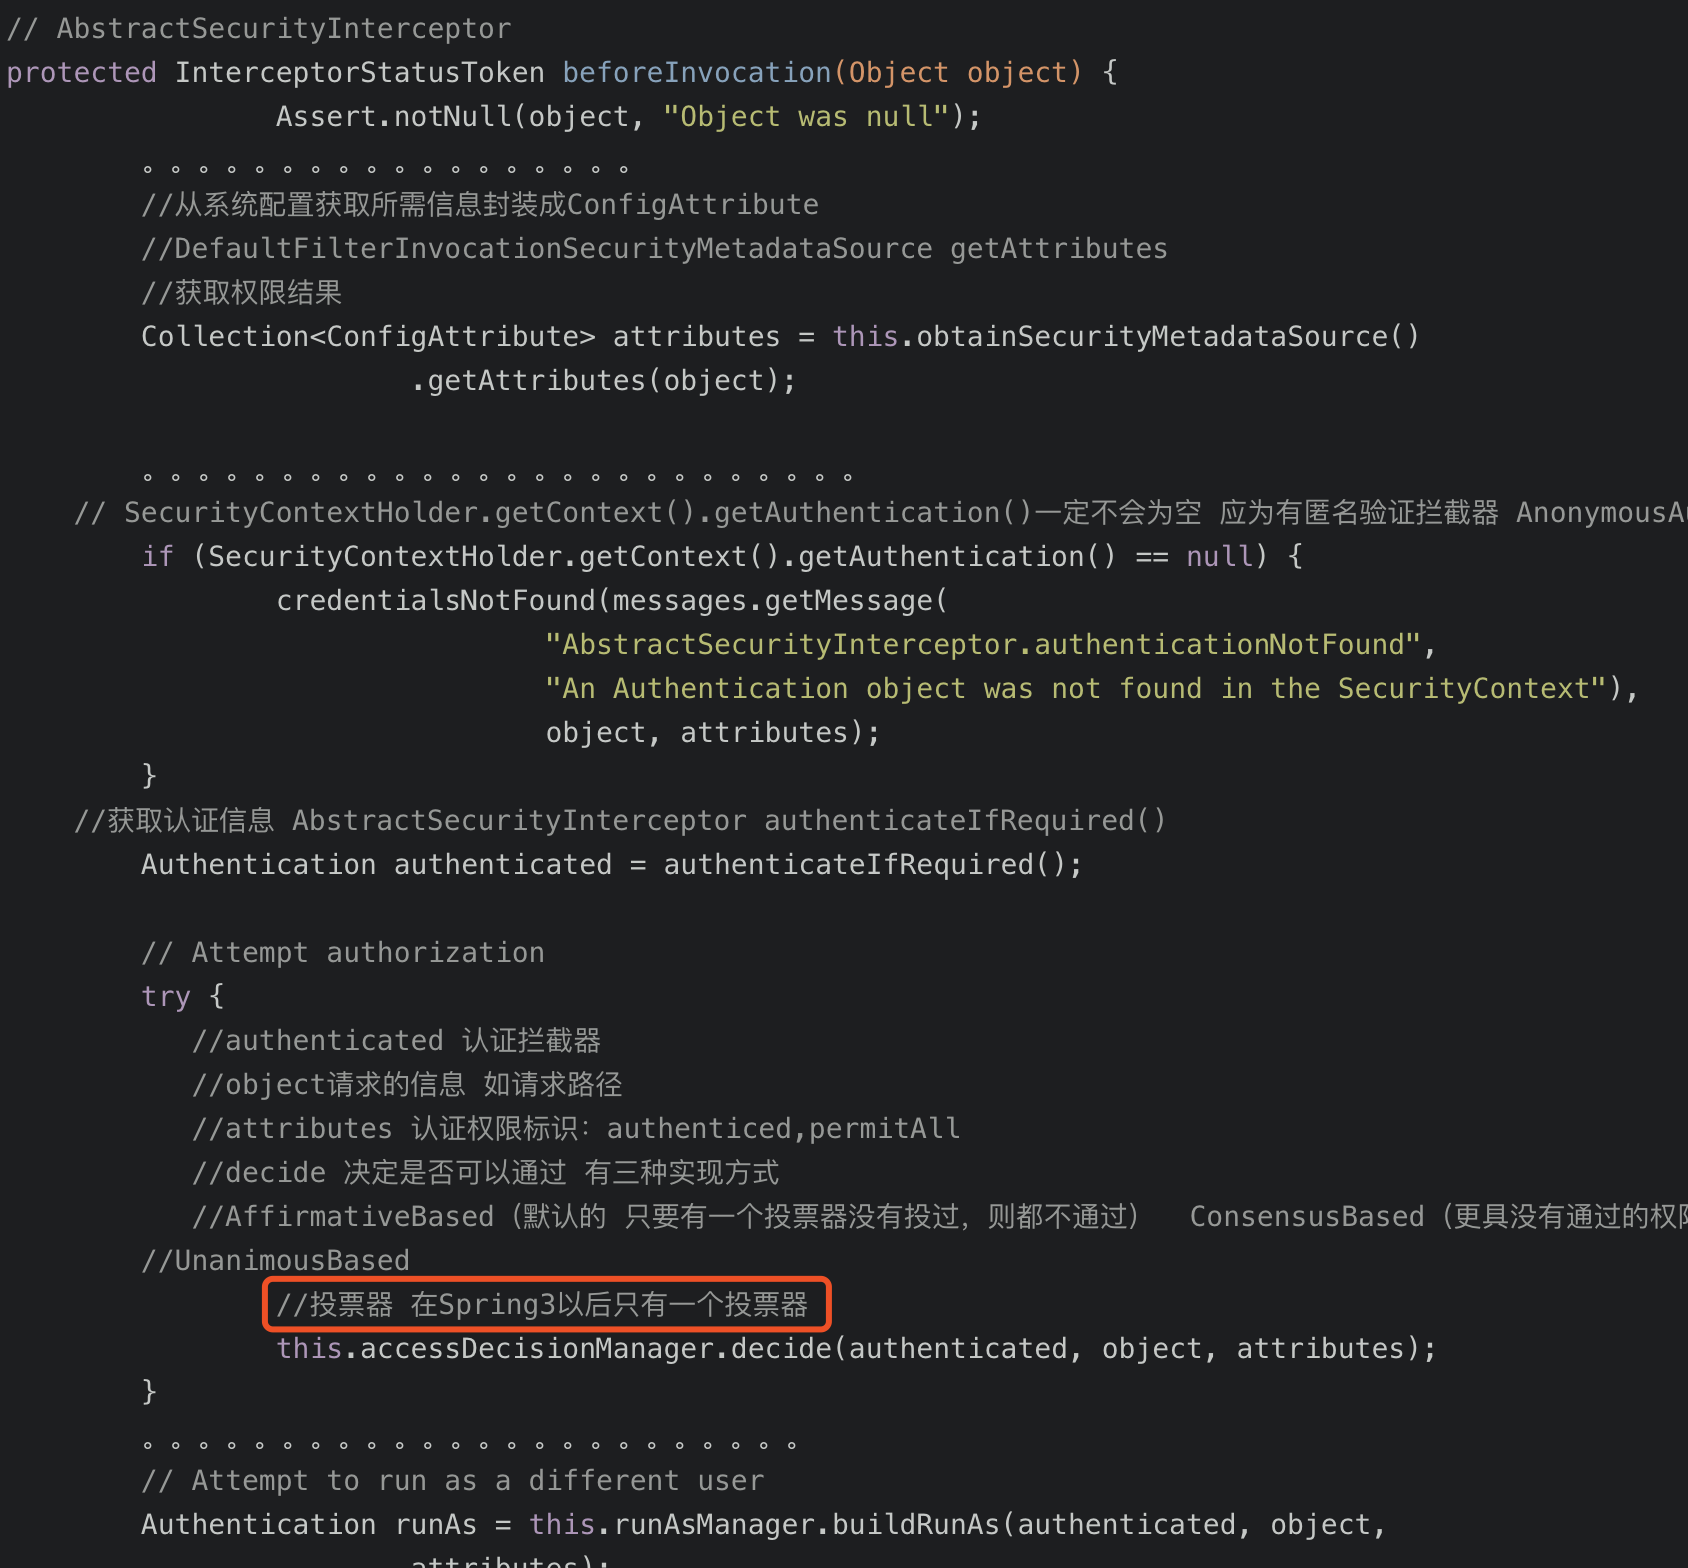 // AbstractSecurityInterceptor
protected InterceptorStatusToken beforeInvocation(Object object) {
Assert.notNull(object, "Object was null");
。。。。。。。。。。。。。。。。。。
//从系统配置获取所需信息封装成ConfigAttribute
//DefaultFilterInvocationSecurityMetadataSource getAttributes
//获取权限结果
Collection<ConfigAttribute> attributes = this.obtainSecurityMetadataSource()
.getAttributes(object);
。。。。。。。。。。。。。。。。。。。。。。。。。。
// SecurityContextHolder.getContext().getAuthentication()一定不会为空 应为有匿名验证拦截器 AnonymousAu
if (SecurityContextHolder.getContext().getAuthentication() == null) {
credentialsNotFound(messages.getMessage(
"AbstractSecurityInterceptor.authenticationNotFound",
"An Authentication object was not found in the SecurityContext"),
object, attributes);
}
//获取认证信息 AbstractSecurityInterceptor authenticateIfRequired()
Authentication authenticated = authenticateIfRequired();
// Attempt authorization
try {
//authenticated 认证拦截器
//object请求的信息 如请求路径
//attributes 认证权限标识：authenticed,permitAll
//decide 决定是否可以通过 有三种实现方式
//AffirmativeBased（默认的 只要有一个投票器没有投过，则都不通过） ConsensusBased（更具没有通过的权限
//UnanimousBased
//投票器 在Spring3以后只有一个投票器
this.accessDecisionManager.decide(authenticated, object, attributes);
}
。。。。。。。。。。。。。。。。。。。。。。。。
// Attempt to run as a different user
Authentication runAs = this.runAsManager.buildRunAs(authenticated, object,
attributes);